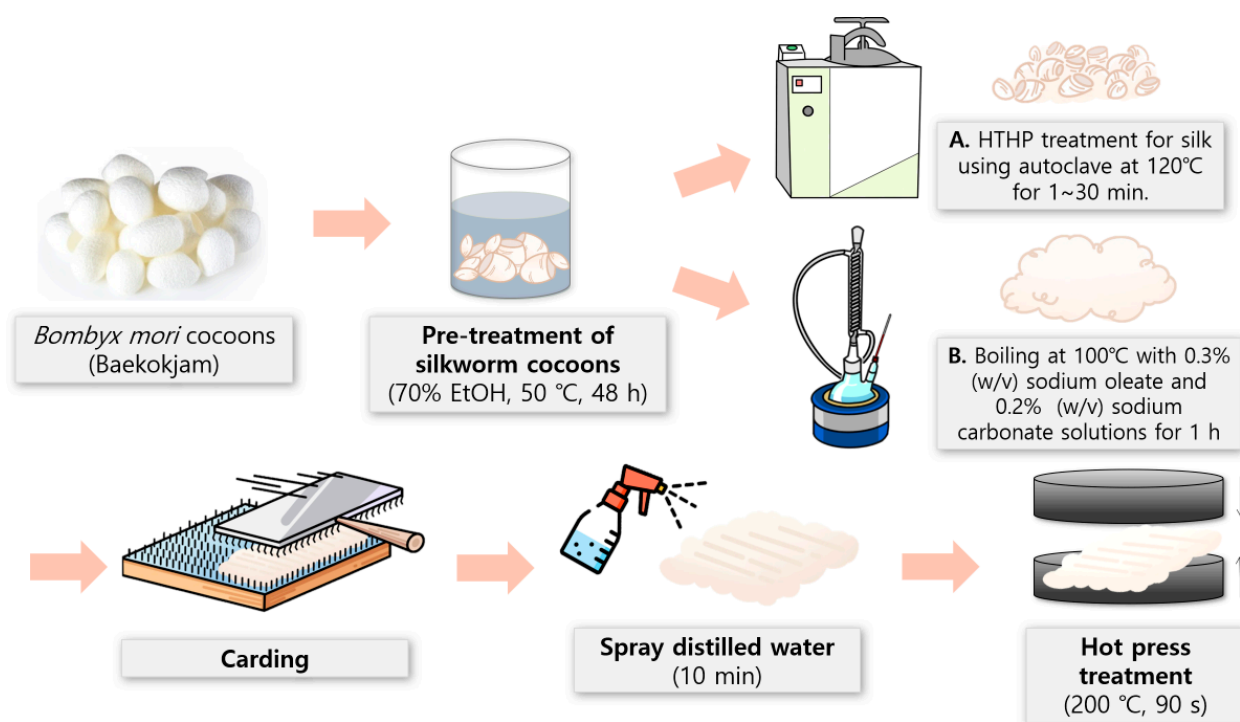 Bombyx mori cocoons
(Baekokjam)
Pre-treatment of
silkworm cocoons
(70% EtOH, 50 ℃, 48 h)
A. HTHP treatment for silk
using autoclave at 120℃
for 1~30 min.
B. Boiling at 100℃ with 0.3%
(w/v) sodium oleate and
0.2% (w/v) sodium
carbonate solutions for 1 h
Carding
Spray distilled water
(10 min)
Hot press
treatment
(200 ℃, 90 s)